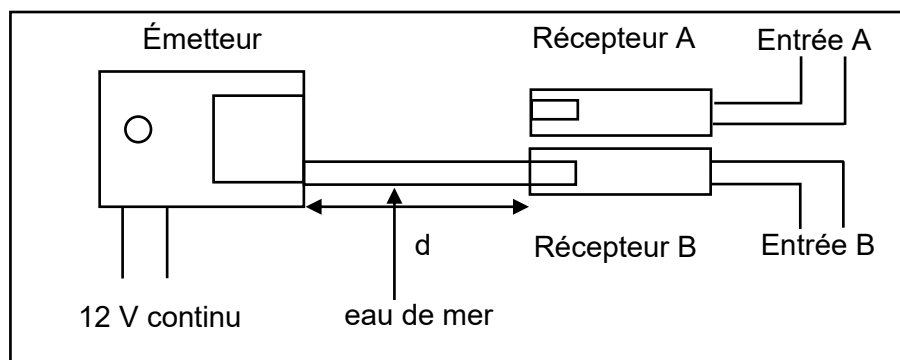 Émetteur
Récepteur A
Entrée A
d
Récepteur B
Entrée B
12 V continu
eau de mer